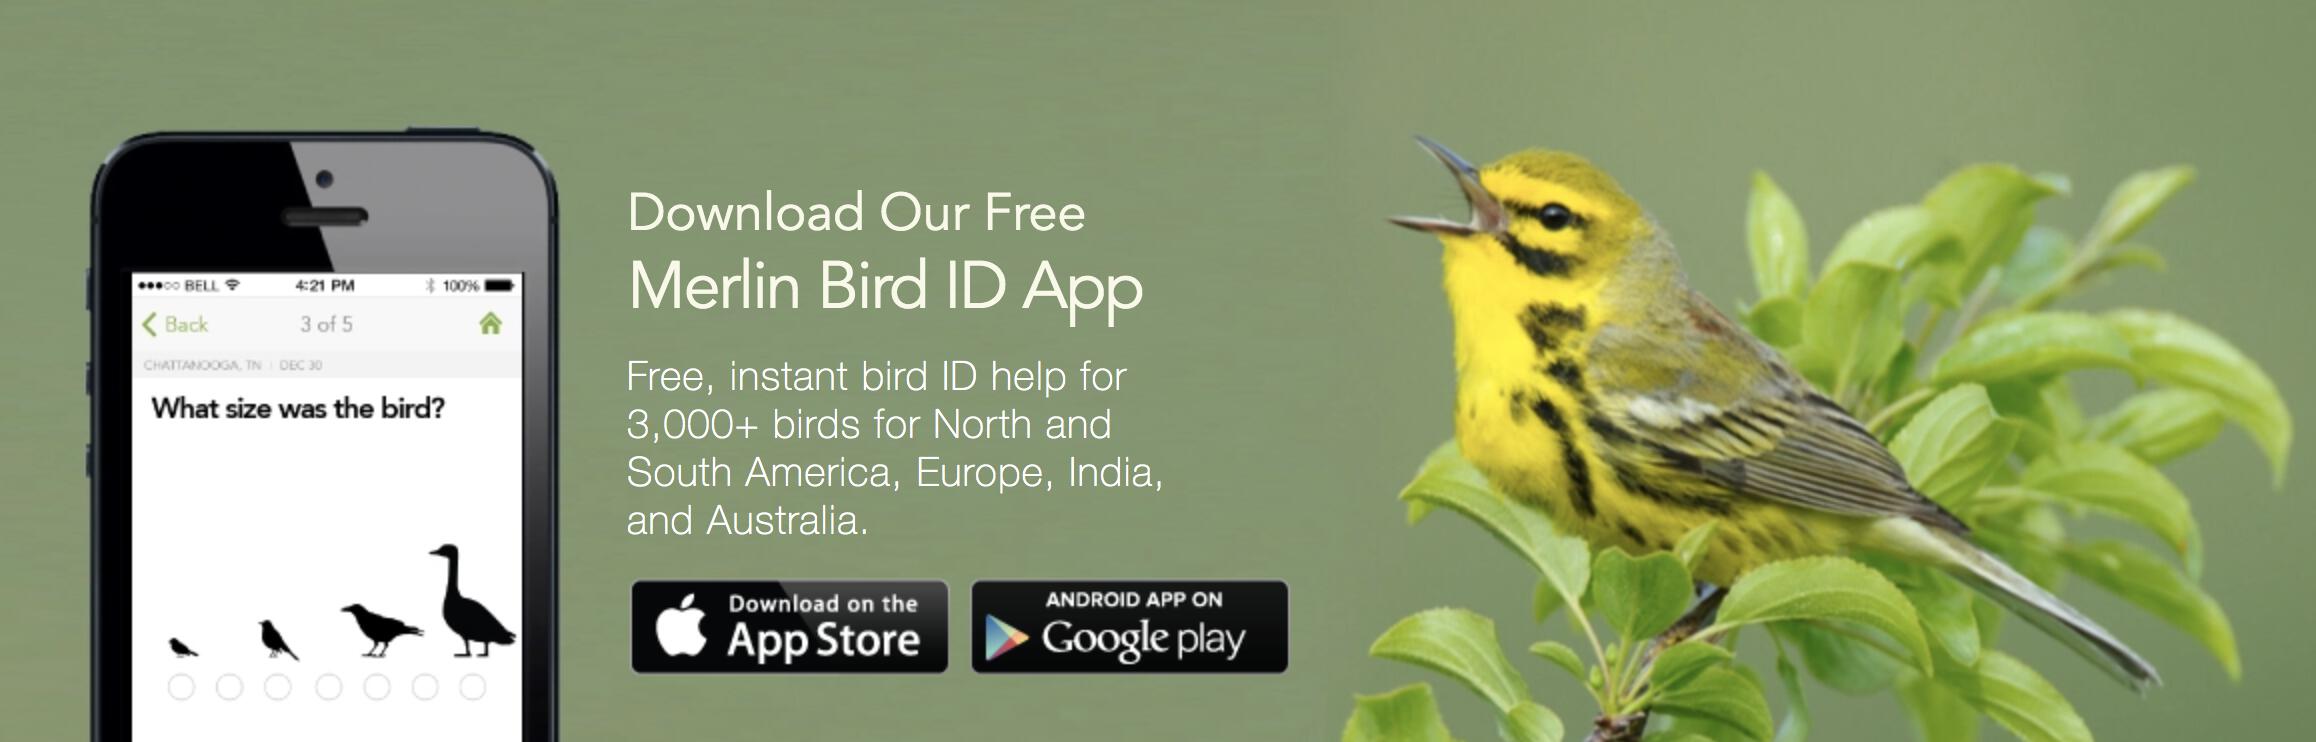 ●●●○○ BELL 4:21 PM 100%
Back 3 of 5
CHATTANOOGA, TN | DEC 30
What size was the bird?
Download Our Free
Merlin Bird ID App
Free, instant bird ID help for
3,000+ birds for North and
South America, Europe, India,
and Australia.
Download on the
App Store
ANDROID APP ON
Google play